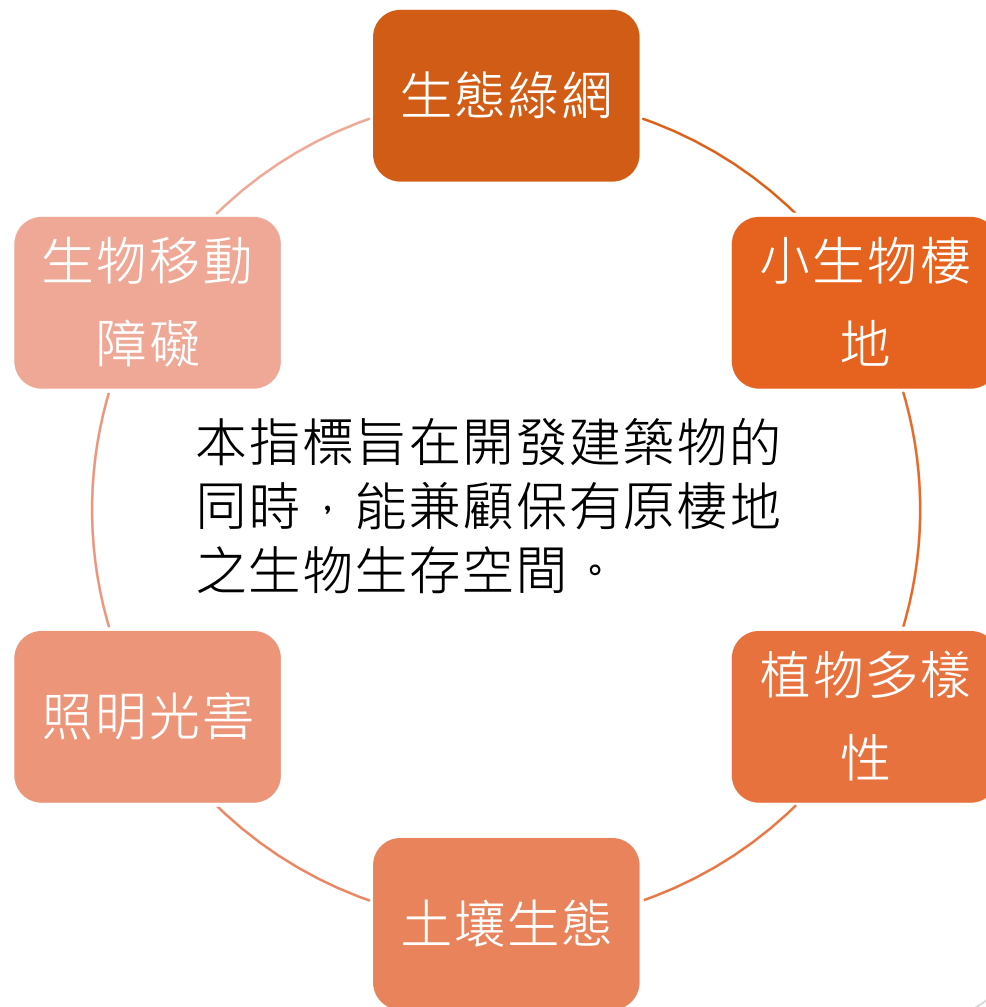 生態綠網
小生物棲
地
植物多樣
性
土壤生態
照明光害
生物移動
障礙
本指標旨在開發建築物的
同時，能兼顧保有原棲地
之生物生存空間。